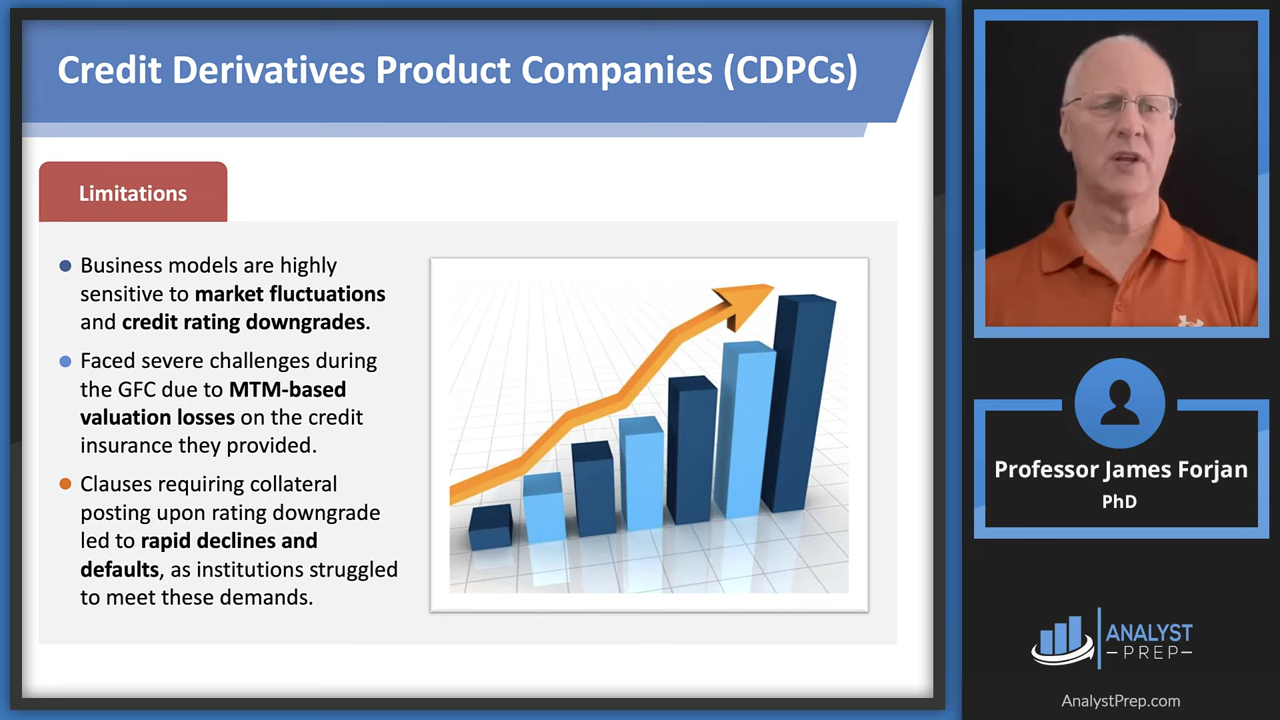 Credit Derivatives Product Companies (CDPCs)
Limitations
Business models are highly
sensitive to market fluctuations
and credit rating downgrades.
Faced severe challenges during
the GFC due to MTM-based
valuation losses on the credit
insurance they provided.
Clauses requiring collateral
posting upon rating downgrade
led to rapid declines and
defaults, as institutions struggled
to meet these demands.
Professor James Forjan
PhD
ANALYST
PREP
AnalystPrep.com